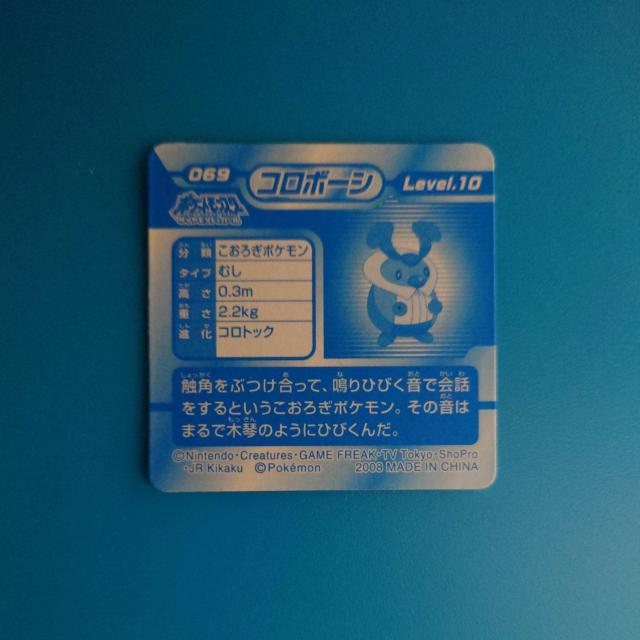 069 コロボーシ Level.10
分類 こおろぎポケモン
タイプ むし
高さ 0.3m
重さ 2.2kg
進化 コロトック
触角をぶつけ合って、鳴りひびく音で会話
をするというこおろぎポケモン。その音は
まるで木琴のようにひびくんだ。
©Nintendo・Creatures・GAME FREAK・TV Tokyo・ShoPro
・JR Kikaku ©Pokémon 2008 MADE IN CHINA